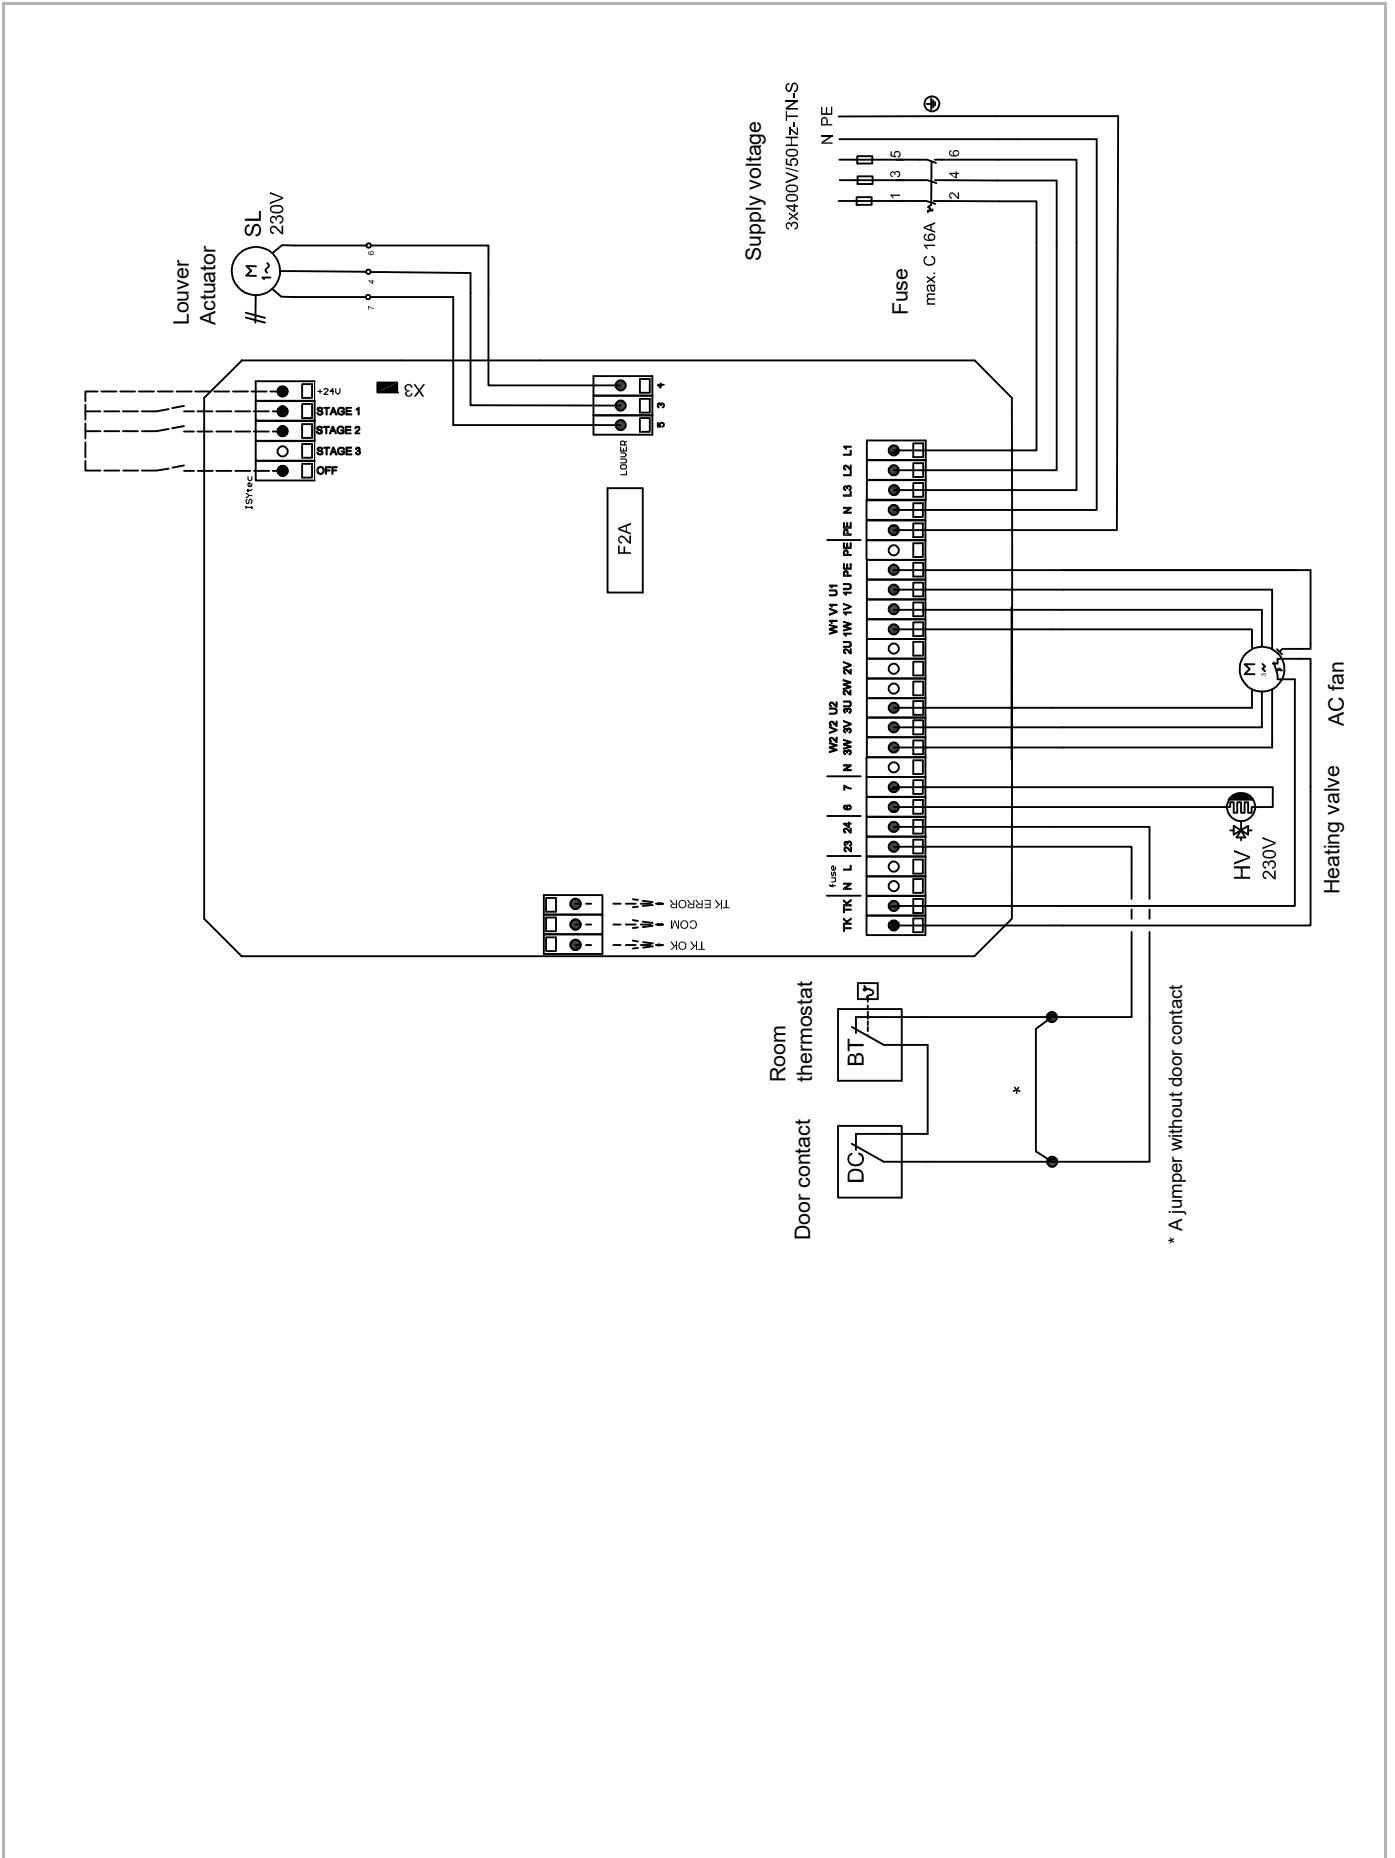 Supply voltage
3x400V/50Hz-TN-S
N PE
1 3 5
2 4 6
Fuse
max. C 16A
Louver
Actuator
SL
230V
M
1~
6
4
7
+24V
STAGE 1
STAGE 2
STAGE 3
OFF
ISYtec
X3
4
3
5
LOUVER
F2A
L1
L2
L3
N
PE
PE
PE
1U U1
1V V1
1W W1
2U
2V
2W
3U U2
3V V2
3W W2
N
7
6
24
23
L
N
fuse
TK
TK
TK ERROR
COM
TK OK
M
3~
AC fan
HV
230V
Heating valve
Room
thermostat
BT
Door contact
DC
*
* A jumper without door contact